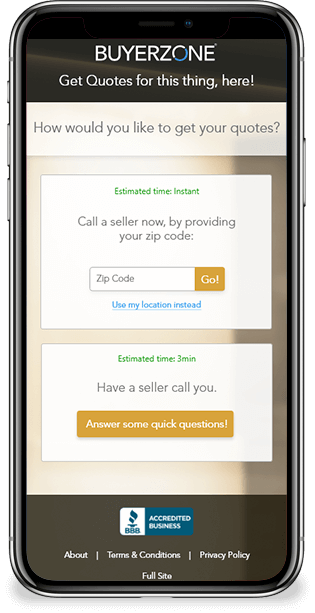 BUYERZONE
Get Quotes for this thing, here!
How would you like to get your quotes?
Estimated time: Instant
Call a seller now, by providing
your zip code:
Zip Code Go!
Use my location instead
Estimated time: 3min
Have a seller call you.
Answer some quick questions!
BBB ACCREDITED
BUSINESS
About | Terms & Conditions | Privacy Policy
Full Site